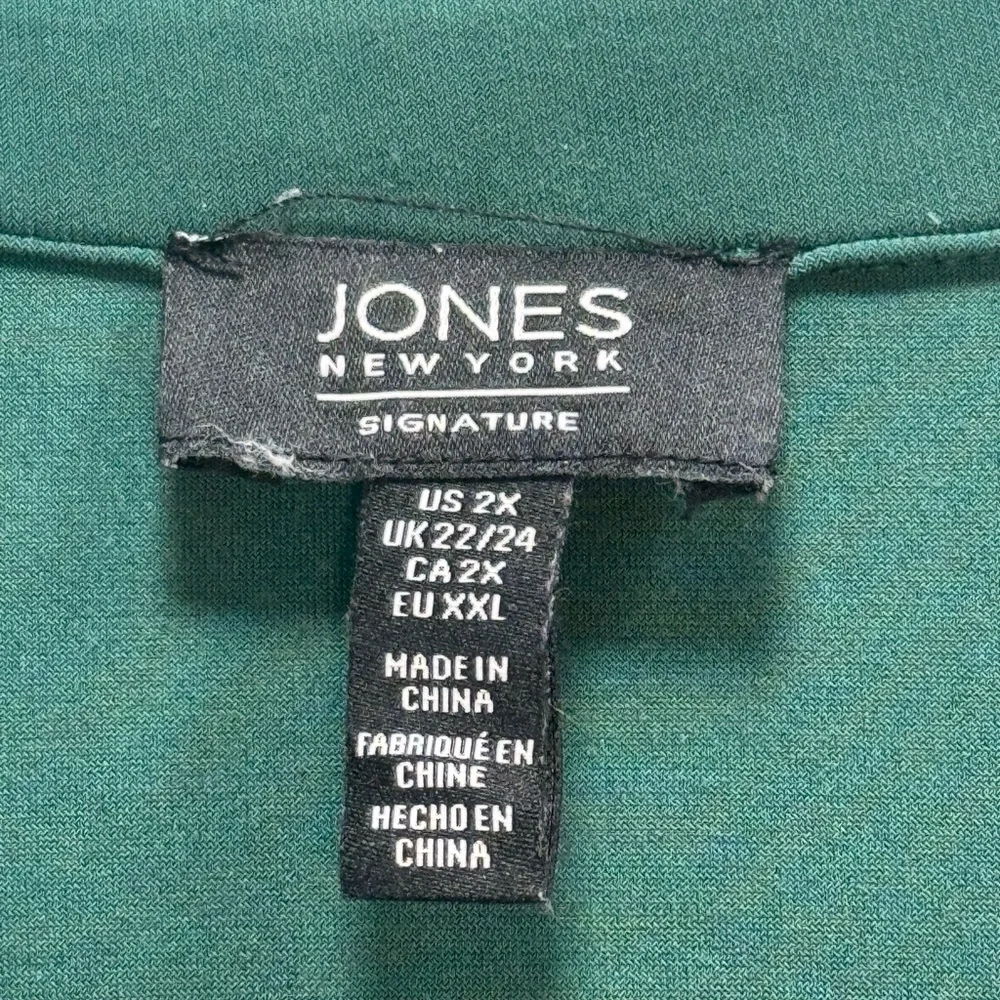 JONES
NEW YORK
SIGNATURE
US 2X
UK 22/24
CA 2X
EU XXL
MADE IN
CHINA
FABRIQUÉ EN
CHINE
HECHO EN
CHINA